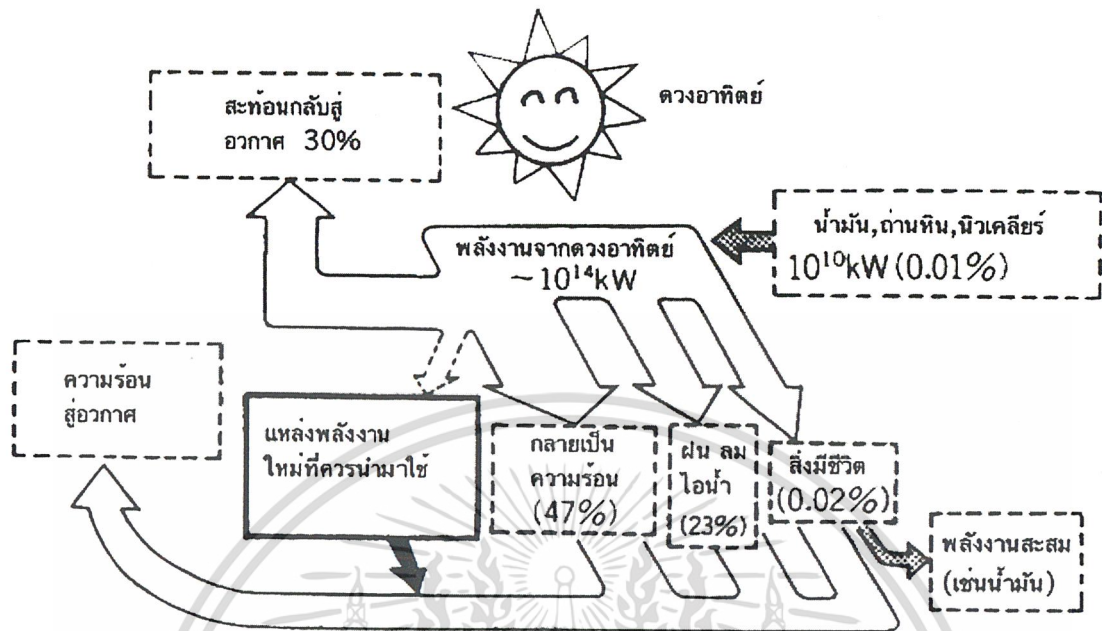 ดวงอาทิตย์
สะท้อนกลับสู่
อวกาศ 30%
น้ำมัน,ถ่านหิน,นิวเคลียร์
10¹⁰kW (0.01%)
พลังงานจากดวงอาทิตย์
~10¹⁴kW
ความร้อน
สู่อวกาศ
แหล่งพลังงาน
ใหม่ที่ควรนำมาใช้
กลายเป็น
ความร้อน
(47%)
ฝน ลม
ไอน้ำ
(23%)
สิ่งมีชีวิต
(0.02%)
พลังงานสะสม
(เช่นน้ำมัน)